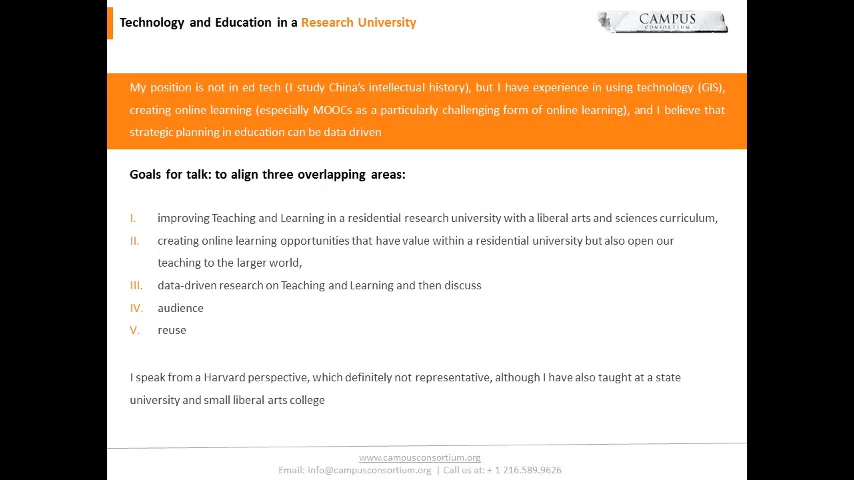 Technology and Education in a Research University
CAMPUS
CONSORTIUM
My position is not in ed tech (I study China's intellectual history), but I have experience in using technology (GIS),
creating online learning (especially MOOCs as a particularly challenging form of online learning), and I believe that
strategic planning in education can be data driven
Goals for talk: to align three overlapping areas:
I. improving Teaching and Learning in a residential research university with a liberal arts and sciences curriculum,
II. creating online learning opportunities that have value within a residential university but also open our
teaching to the larger world,
III. data-driven research on Teaching and Learning and then discuss
IV. audience
V. reuse
I speak from a Harvard perspective, which definitely not representative, although I have also taught at a state
university and small liberal arts college
www.campusconsortium.org
Email: info@campusconsortium.org | Call us at: + 1 216.589.9626